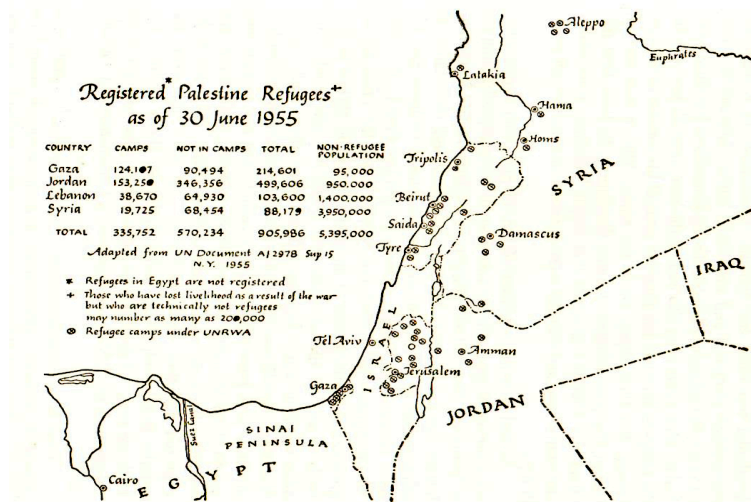 Registered* Palestine Refugees+
as of 30 June 1955
COUNTRY CAMPS NOT IN CAMPS TOTAL NON-REFUGEE POPULATION
Gaza 124,107 90,494 214,601 95,000
Jordan 153,250 346,356 499,606 950,000
Lebanon 38,670 64,930 103,600 1,400,000
Syria 19,725 68,454 88,179 3,950,000
TOTAL 335,752 570,234 905,986 5,395,000
Adapted from UN Document A/2978 Sup 15
N.Y. 1955
* Refugees in Egypt are not registered
+ Those who have lost livelihood as a result of the war
but who are technically not refugees
may number as many as 200,000
⊗ Refugee camps under UNRWA
Aleppo
Euphrates
Latakia
Hama
Homs
Tripolis
SYRIA
Beirut
Saida
Damascus
Tyre
IRAQ
ISRAEL
Tel Aviv
Amman
Jerusalem
Gaza
JORDAN
Suez Canal
SINAI
PENINSULA
Cairo
EGYPT